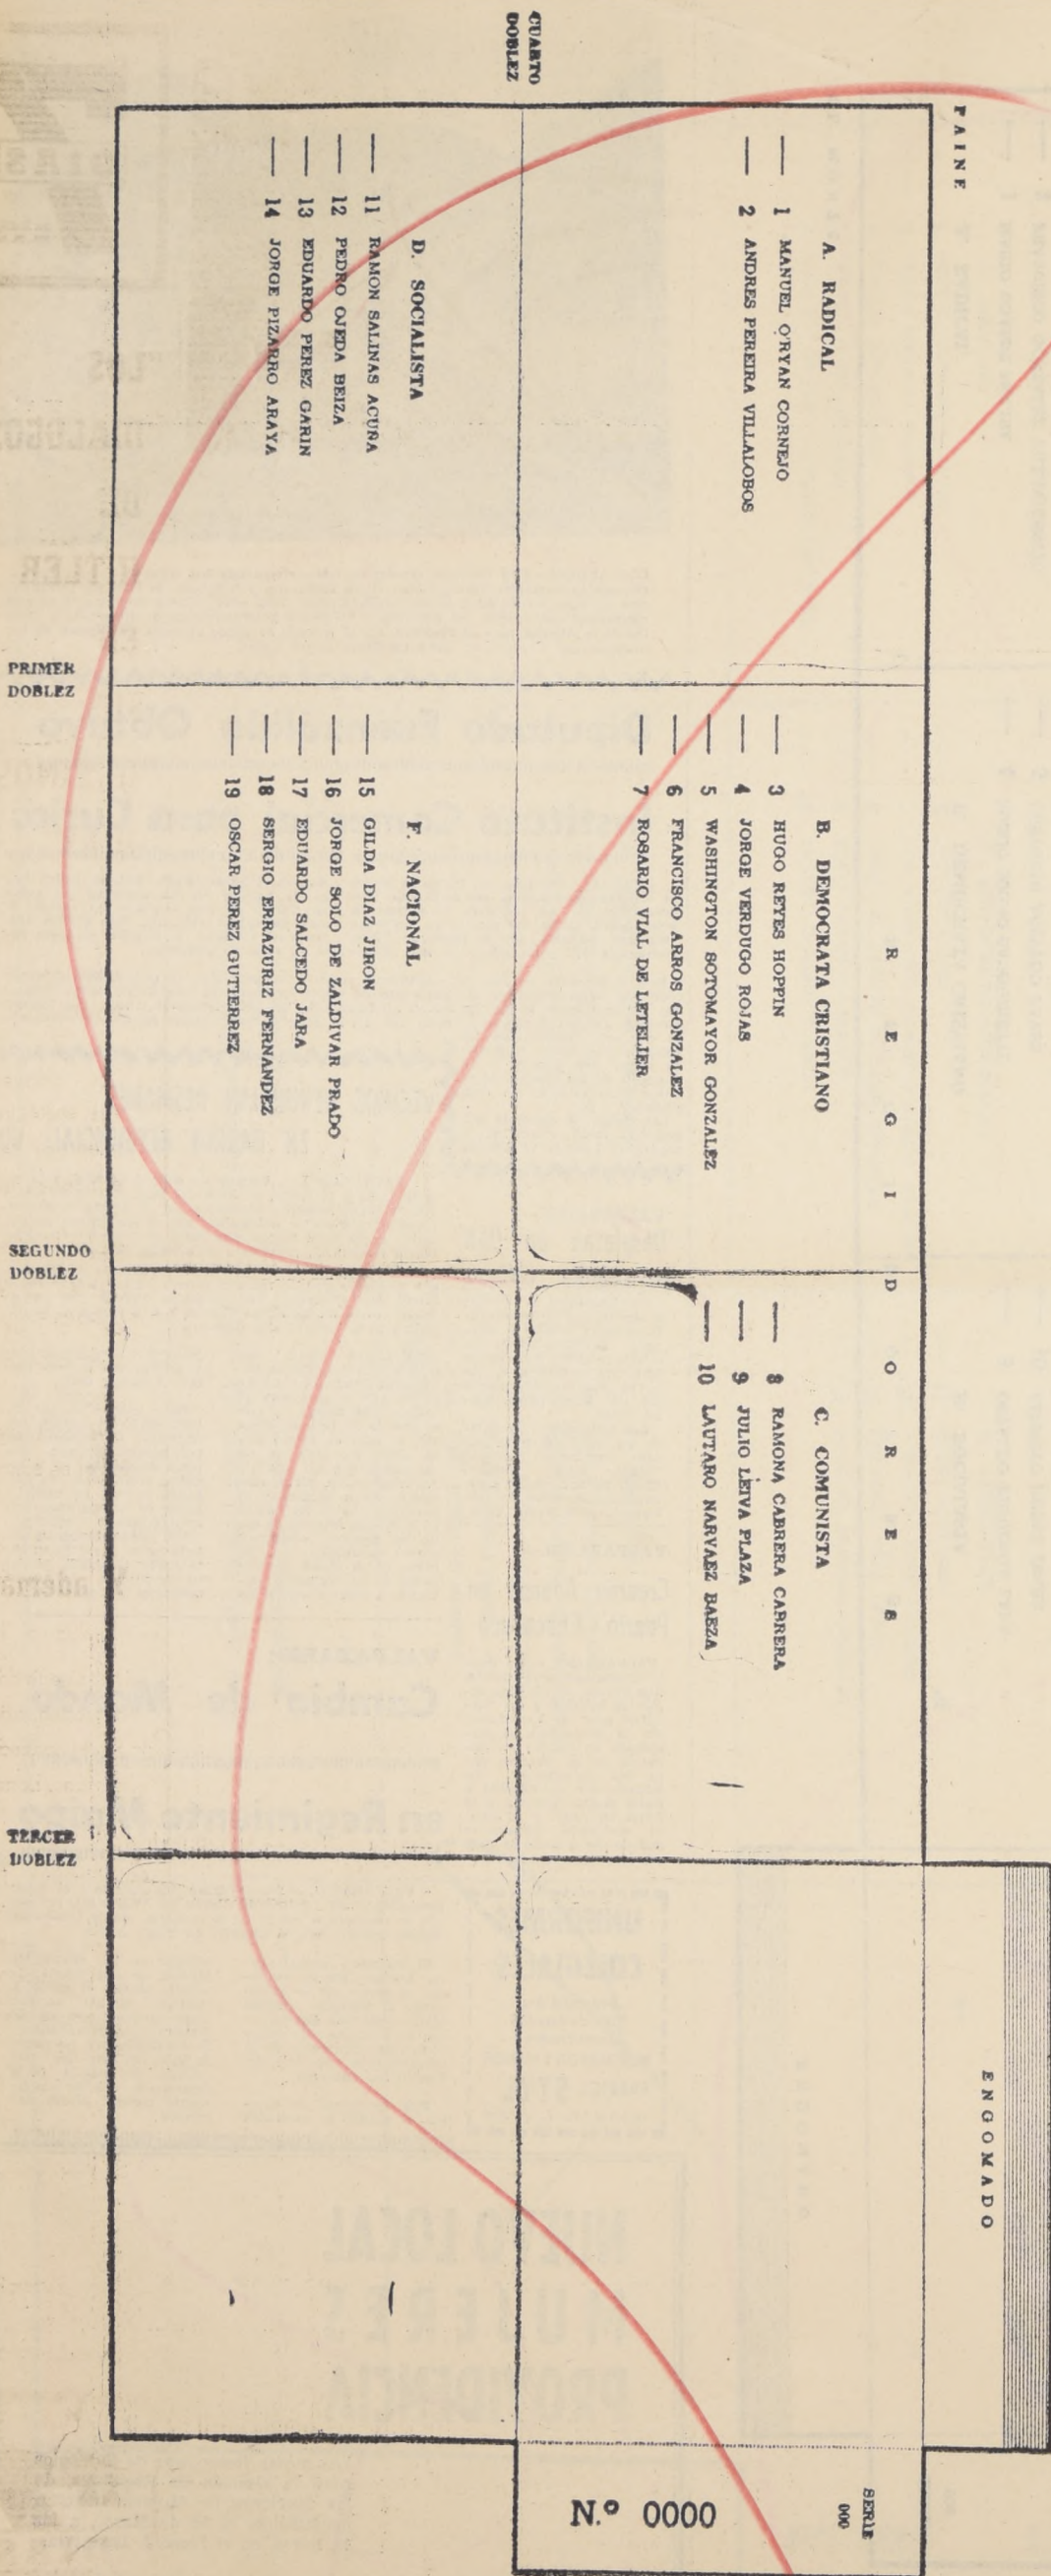 PAINE
REGIDORES
A. RADICAL
1 MANUEL O'RYAN CORNEJO
2 ANDRES PEREIRA VILLALOBOS
B. DEMOCRATA CRISTIANO
3 HUGO REYES HOPPIN
4 JORGE VERDUGO ROJAS
5 WASHINGTON SOTOMAYOR GONZALEZ
6 FRANCISCO ARROS GONZALEZ
7 ROSARIO VIAL DE LETELIER
C. COMUNISTA
8 RAMONA CABRERA CABRERA
9 JULIO LEIVA PLAZA
10 LAUTARO NARVAEZ BAEZA
D. SOCIALISTA
11 RAMON SALINAS ACUÑA
12 PEDRO OJEDA BEIZA
13 EDUARDO PEREZ GARIN
14 JORGE PIZARRO ARAYA
F. NACIONAL
15 GILDA DIAZ JIRON
16 JORGE SOLO DE ZALDIVAR PRADO
17 EDUARDO SALCEDO JARA
18 SERGIO ERRAZURIZ FERNANDEZ
19 OSCAR PEREZ GUTIERREZ
ENGOMADO
SERIE
000
N.º 0000
CUARTO
DOBLEZ
PRIMER
DOBLEZ
SEGUNDO
DOBLEZ
TERCER
DOBLEZ